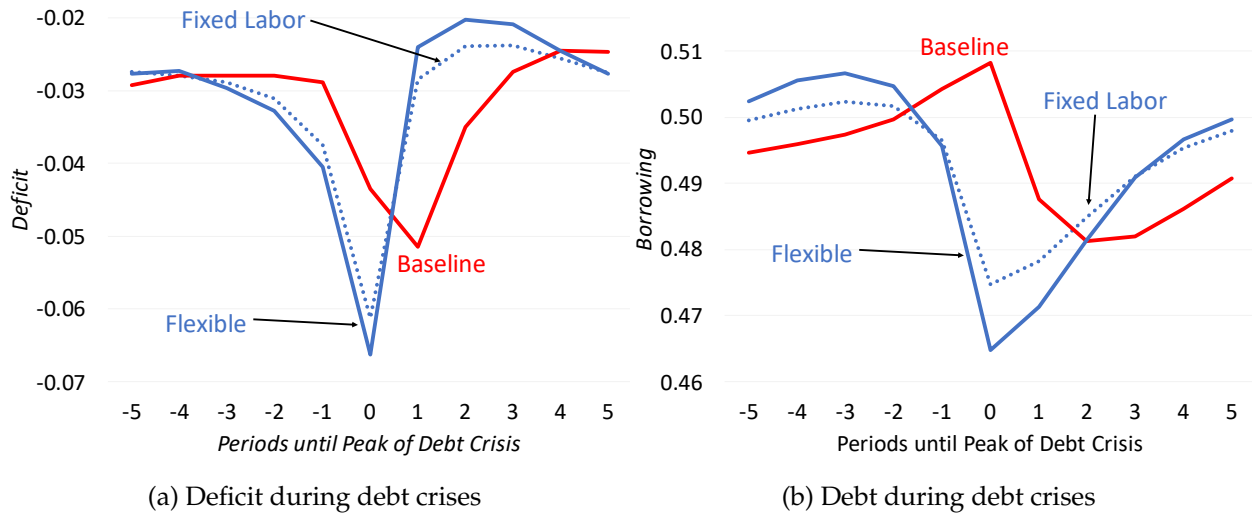 -0.02
-0.03
-0.04
-0.05
-0.06
-0.07
Deficit
Fixed Labor
Baseline
Flexible
-5 -4 -3 -2 -1 0 1 2 3 4 5
Periods until Peak of Debt Crisis
(a) Deficit during debt crises
0.51
0.50
0.49
0.48
0.47
0.46
Borrowing
Baseline
Fixed Labor
Flexible
-5 -4 -3 -2 -1 0 1 2 3 4 5
Periods until Peak of Debt Crisis
(b) Debt during debt crises